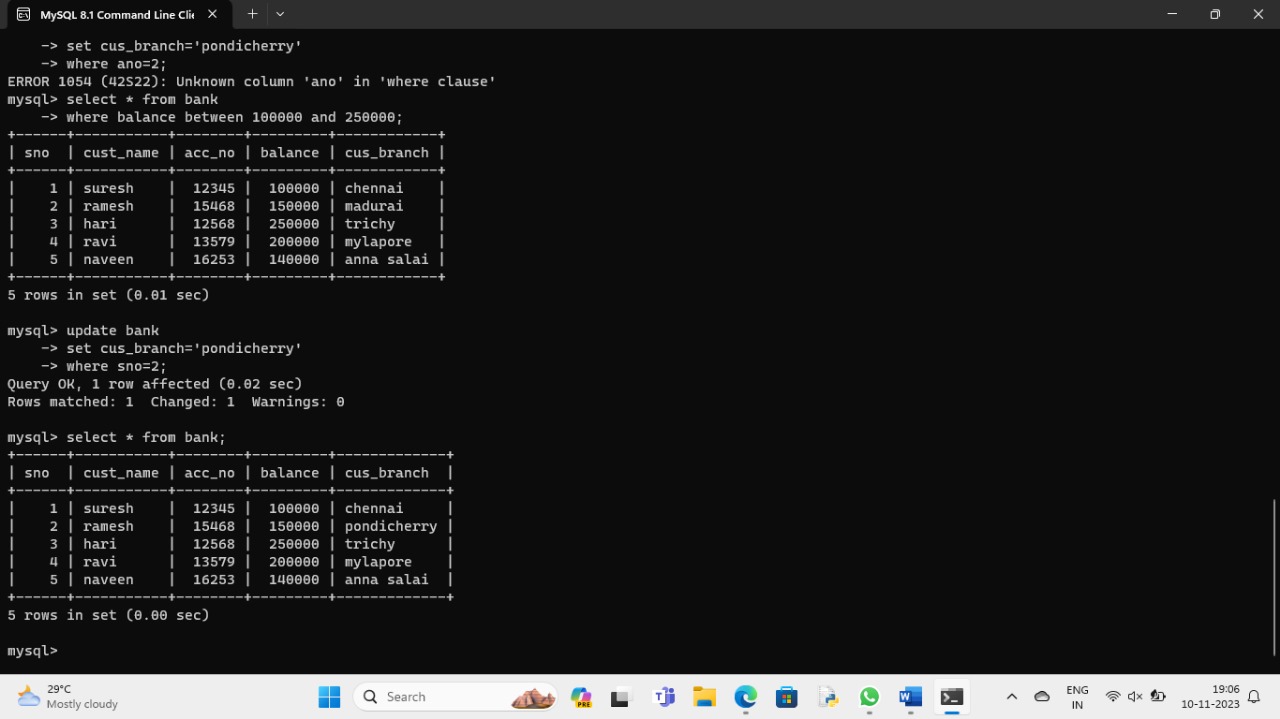 MySQL 8.1 Command Line Clie
    -> set cus_branch='pondicherry'
    -> where ano=2;
ERROR 1054 (42S22): Unknown column 'ano' in 'where clause'
mysql> select * from bank
    -> where balance between 100000 and 250000;
+------+-----------+--------+---------+------------+
| sno  | cust_name | acc_no | balance | cus_branch |
+------+-----------+--------+---------+------------+
|    1 | suresh    |  12345 |  100000 | chennai    |
|    2 | ramesh    |  15468 |  150000 | madurai    |
|    3 | hari      |  12568 |  250000 | trichy     |
|    4 | ravi      |  13579 |  200000 | mylapore   |
|    5 | naveen    |  16253 |  140000 | anna salai |
+------+-----------+--------+---------+------------+
5 rows in set (0.01 sec)

mysql> update bank
    -> set cus_branch='pondicherry'
    -> where sno=2;
Query OK, 1 row affected (0.02 sec)
Rows matched: 1  Changed: 1  Warnings: 0

mysql> select * from bank;
+------+-----------+--------+---------+-------------+
| sno  | cust_name | acc_no | balance | cus_branch  |
+------+-----------+--------+---------+-------------+
|    1 | suresh    |  12345 |  100000 | chennai     |
|    2 | ramesh    |  15468 |  150000 | pondicherry |
|    3 | hari      |  12568 |  250000 | trichy      |
|    4 | ravi      |  13579 |  200000 | mylapore    |
|    5 | naveen    |  16253 |  140000 | anna salai  |
+------+-----------+--------+---------+-------------+
5 rows in set (0.00 sec)

mysql>
29°C
Mostly cloudy
Search
PRE
ENG
IN
19:06
10-11-2023